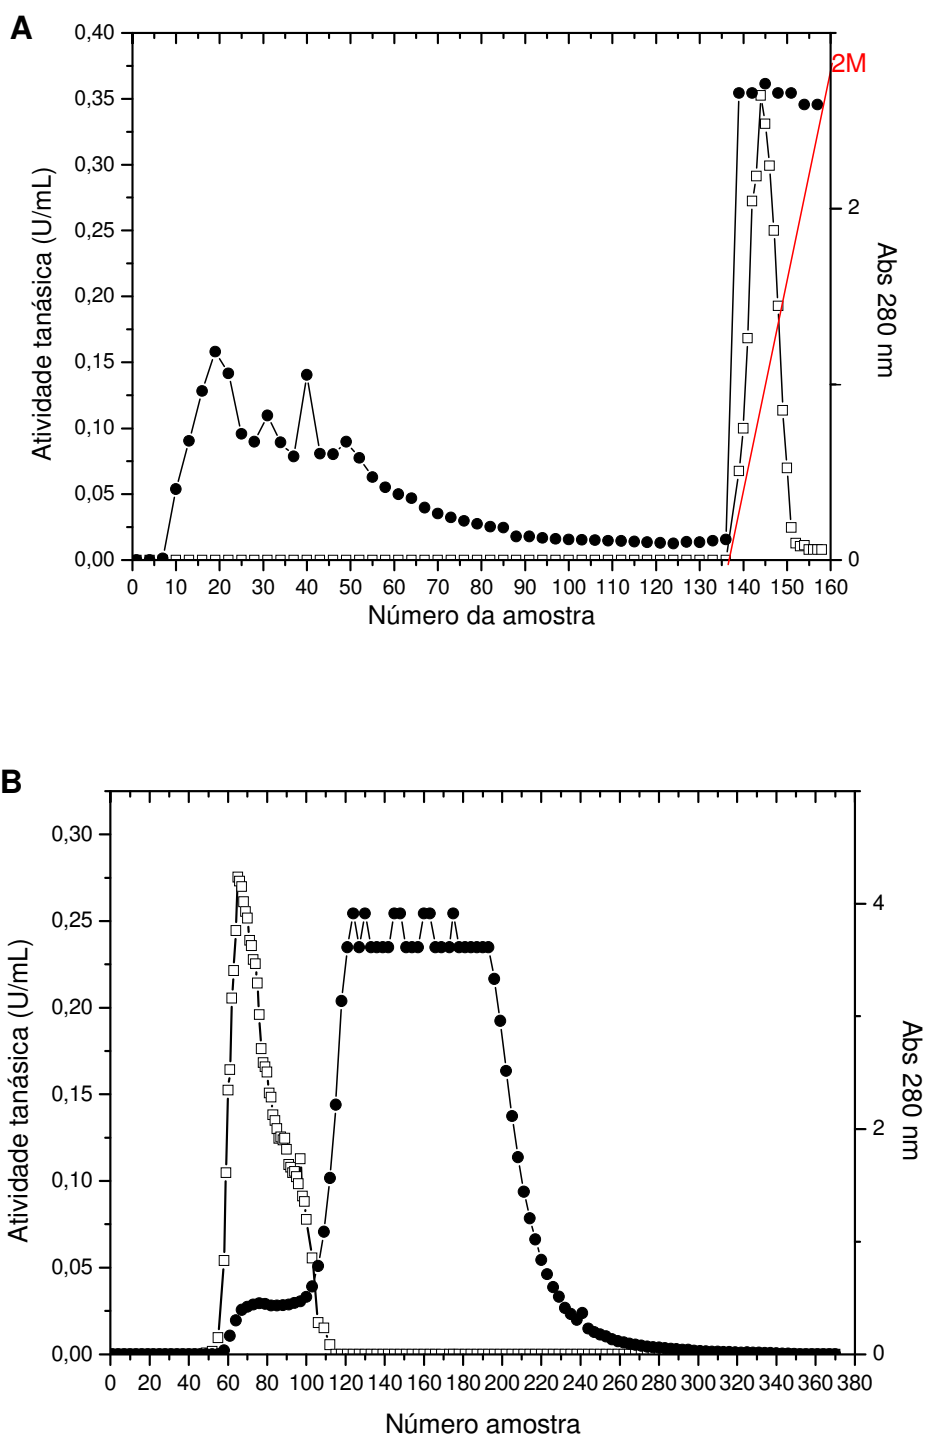 A
0,40
0,35
0,30
0,25
0,20
0,15
0,10
0,05
0,00
Atividade tanásica (U/mL)
0 10 20 30 40 50 60 70 80 90 100 110 120 130 140 150 160
Número da amostra
2M
2
0
Abs 280 nm
B
0,30
0,25
0,20
0,15
0,10
0,05
0,00
Atividade tanásica (U/mL)
0 20 40 60 80 100 120 140 160 180 200 220 240 260 280 300 320 340 360 380
Número amostra
4
2
0
Abs 280 nm